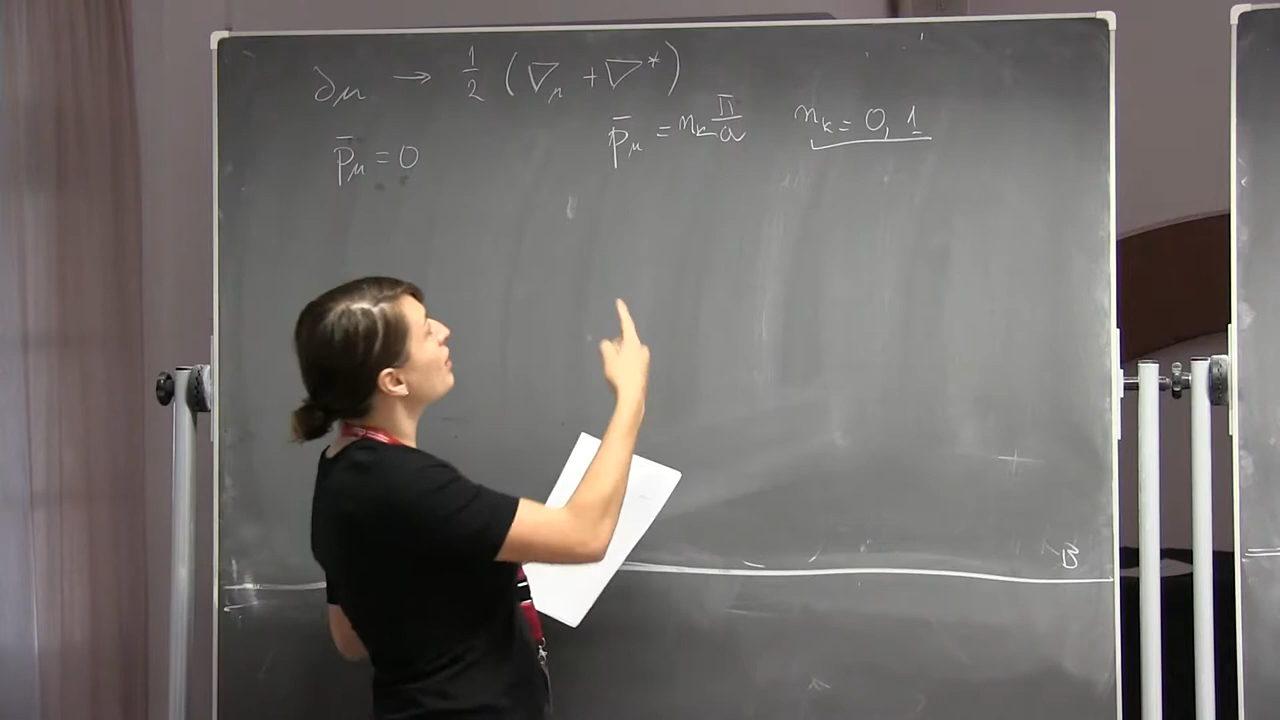 ∂μ → 1/2 (∇μ + ∇*)
p̄μ = 0
p̄μ = nk π/a
nk = 0, 1
B